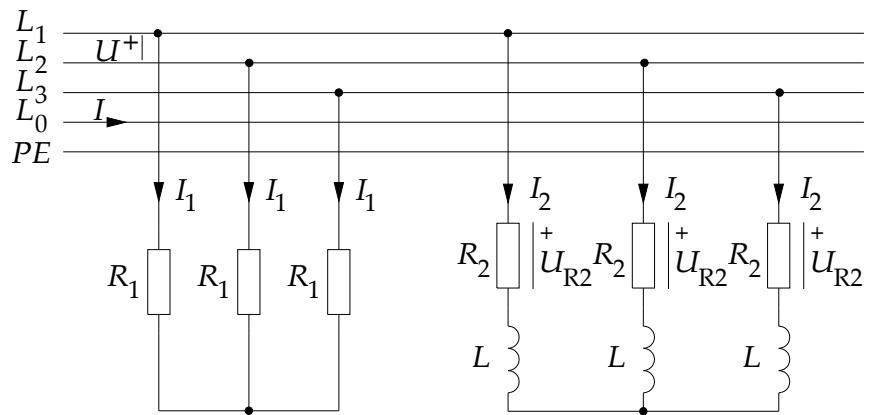 L1
L2 U+
L3
L0 I
PE
I1 I1 I1 I2 I2 I2
R1 R1 R1 R2 + UR2 R2 + UR2 R2 + UR2
L L L